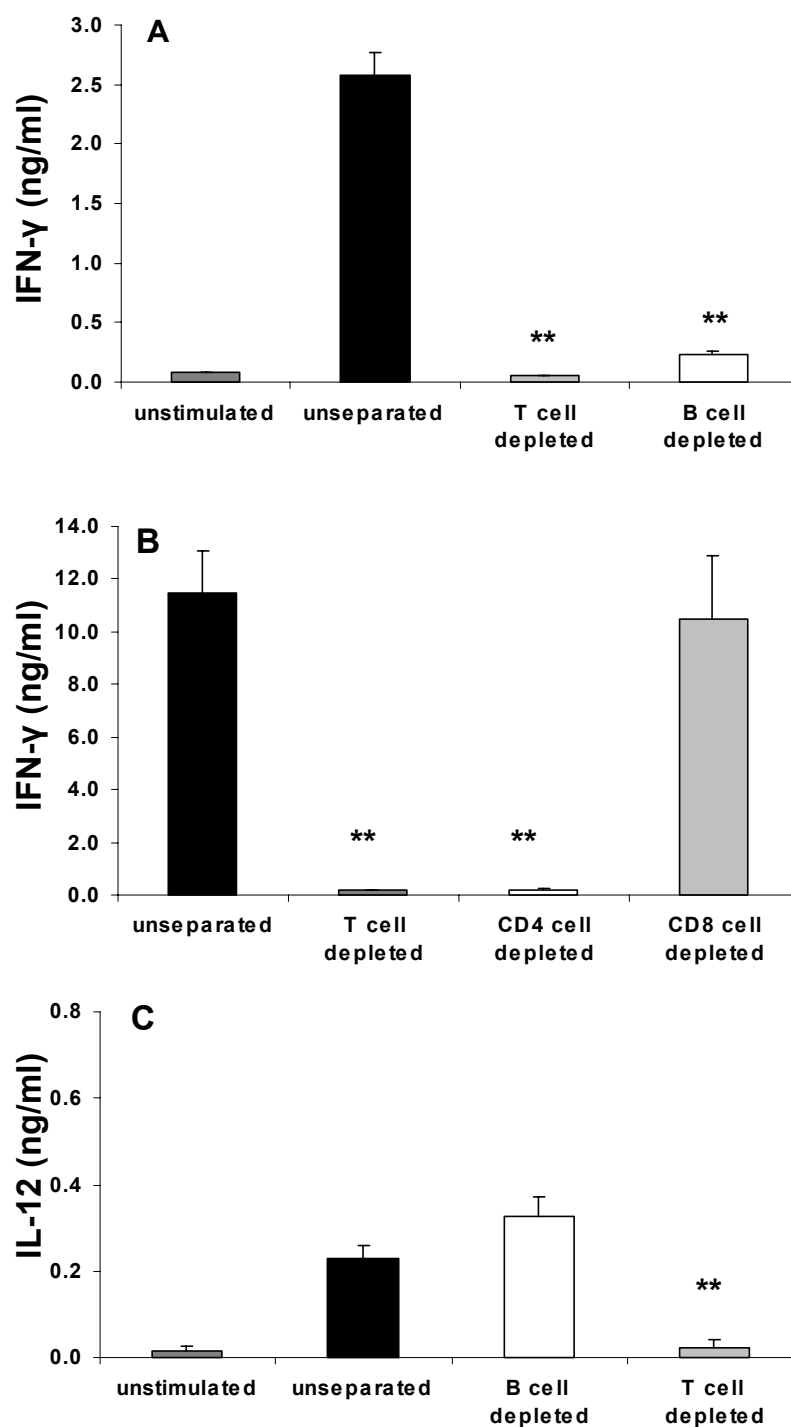 A
3.0
2.5
2.0
1.5
1.0
0.5
0.0
IFN-γ (ng/ml)
** **
unstimulated unseparated T cell B cell
depleted depleted
B
14.0
12.0
10.0
8.0
6.0
4.0
2.0
0.0
IFN-γ (ng/ml)
** **
unseparated T cell CD4 cell CD8 cell
depleted depleted depleted
C
0.8
0.6
0.4
0.2
0.0
IL-12 (ng/ml)
**
unstimulated unseparated B cell T cell
depleted depleted